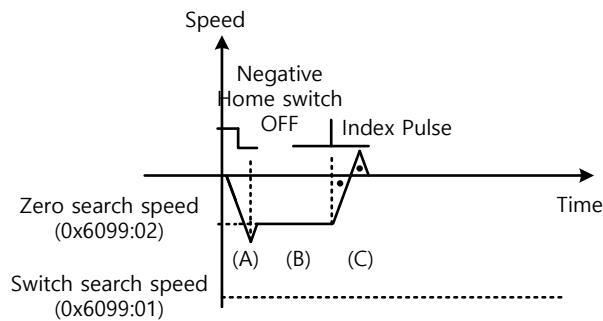 Speed
Negative
Home switch
OFF
Index Pulse
Time
Zero search speed
(0x6099:02)
(A)
(B)
(C)
Switch search speed
(0x6099:01)